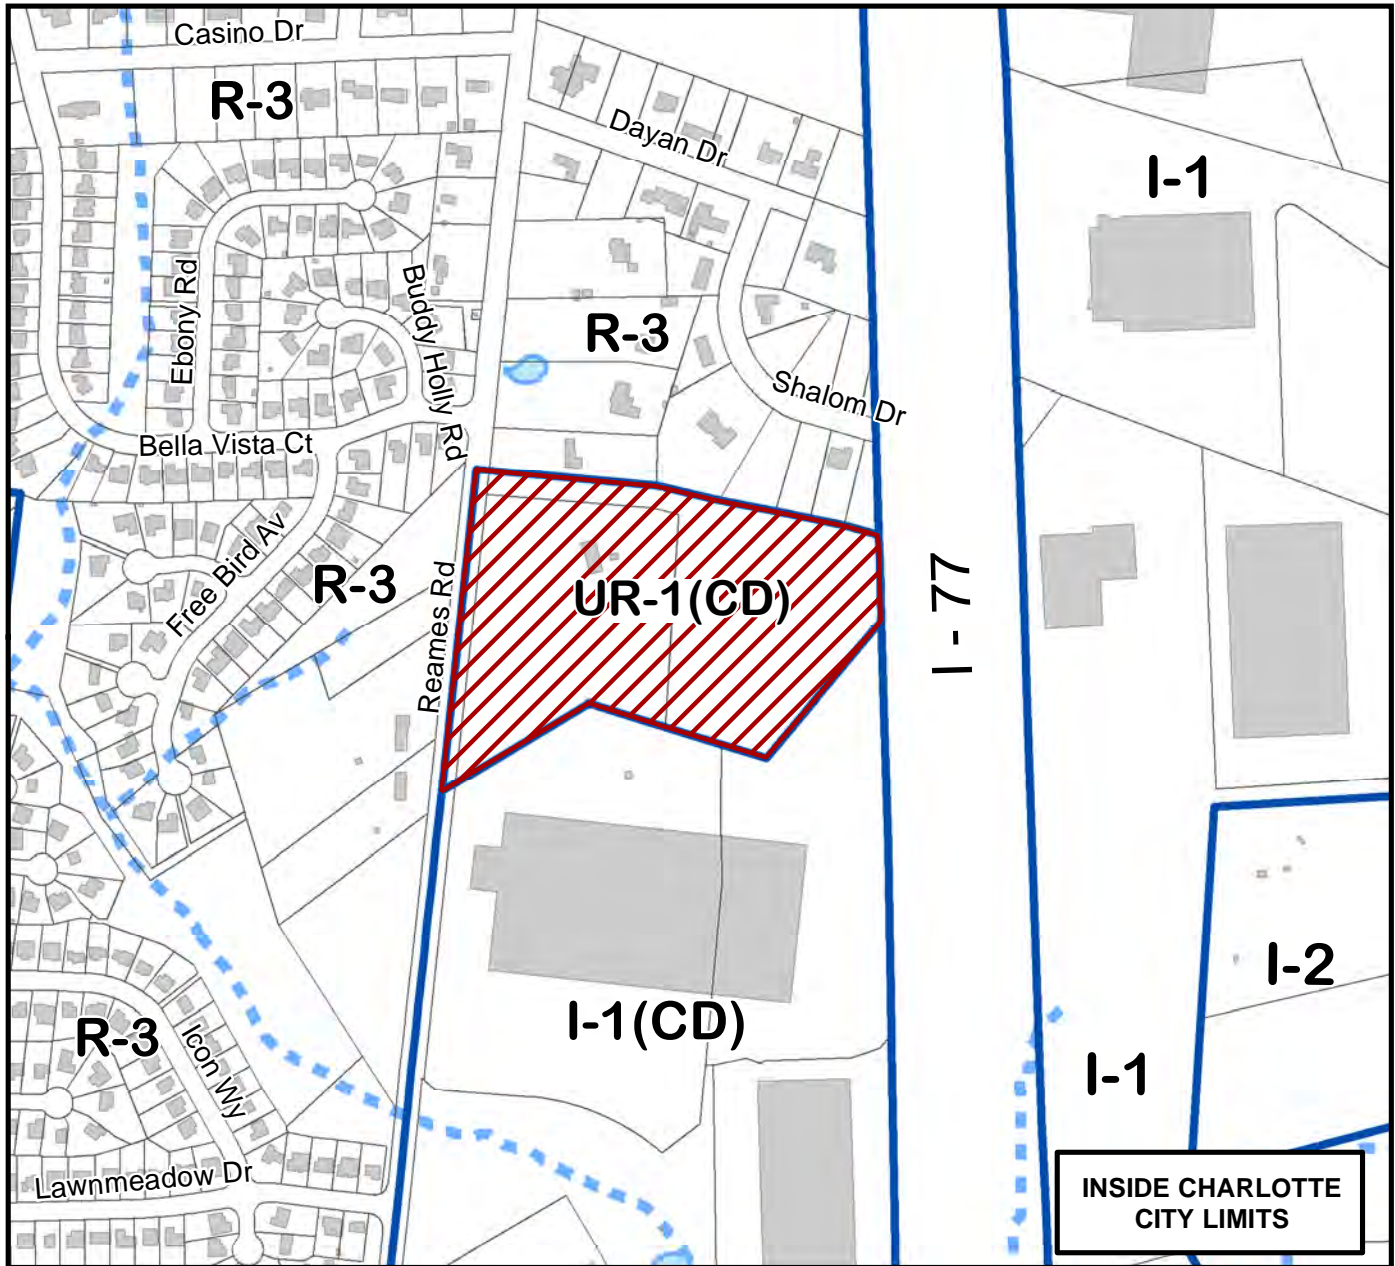 Casino Dr
R-3
Dayan Dr
I-1
Ebony Rd
Buddy Holly Rd
R-3
Shalom Dr
Bella Vista Ct
Free Bird Av
R-3
Reames Rd
UR-1(CD)
I - 77
I-2
I-1(CD)
R-3
Icon Wy
I-1
Lawnmeadow Dr
INSIDE CHARLOTTE
CITY LIMITS